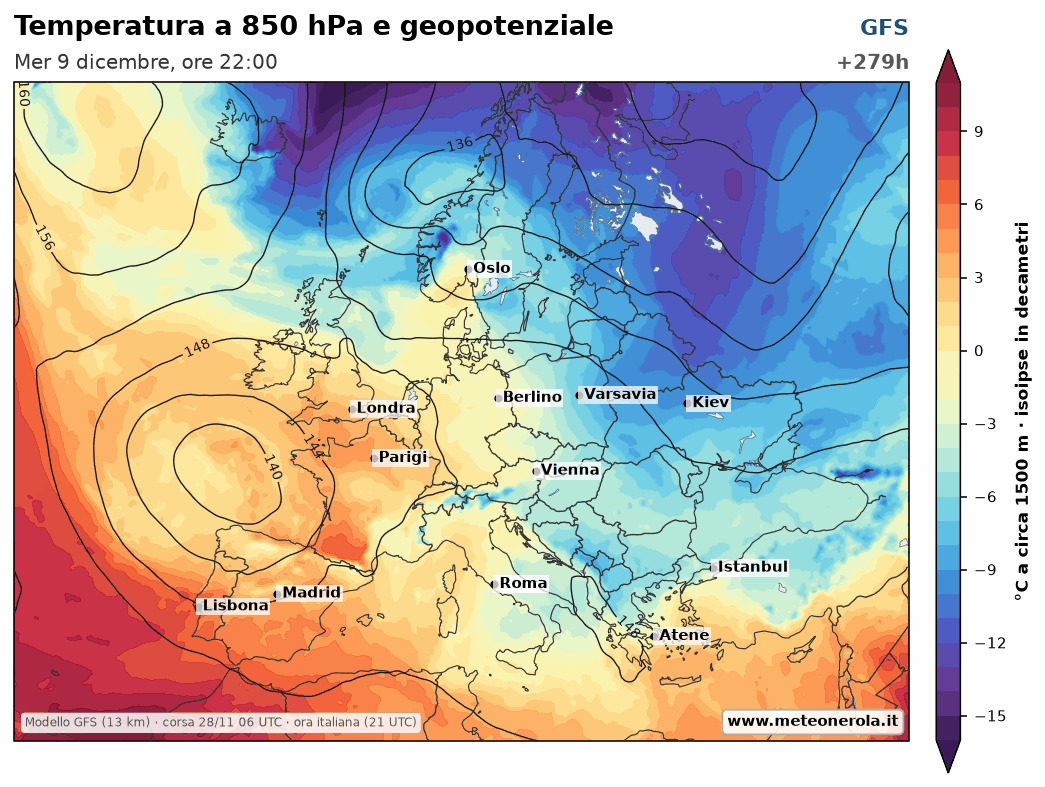 Temperatura a 850 hPa e geopotenziale
GFS
Mer 9 dicembre, ore 22:00
+279h
160
136
156
Oslo
148
Berlino
Varsavia
Kiev
Londra
144
Parigi
140
Vienna
Istanbul
Roma
Madrid
Lisbona
148
Atene
Modello GFS (13 km) · corsa 28/11 06 UTC · ora italiana (21 UTC)
www.meteonerola.it
9
6
3
0
−3
−6
−9
−12
−15
°C a circa 1500 m · isoipse in decametri